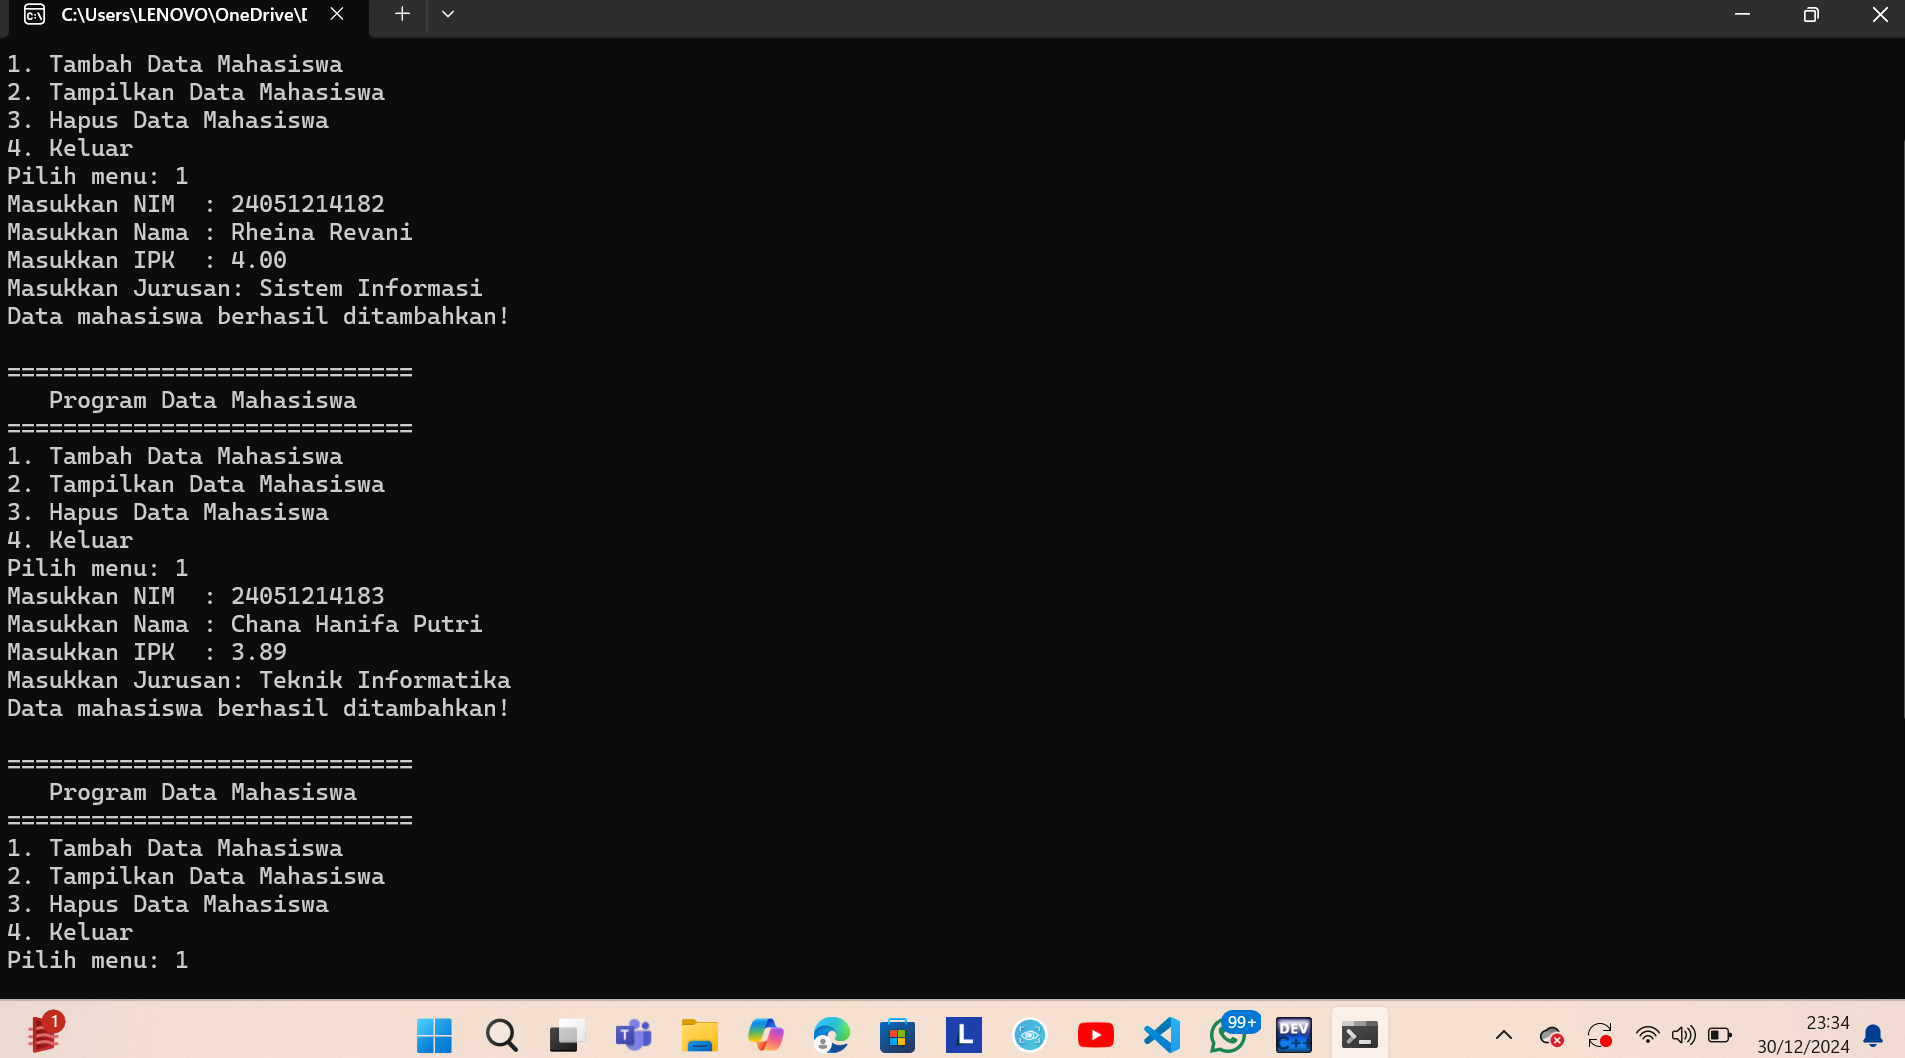 C:\Users\LENOVO\OneDrive\D
1. Tambah Data Mahasiswa
2. Tampilkan Data Mahasiswa
3. Hapus Data Mahasiswa
4. Keluar
Pilih menu: 1
Masukkan NIM  : 24051214182
Masukkan Nama : Rheina Revani
Masukkan IPK  : 4.00
Masukkan Jurusan: Sistem Informasi
Data mahasiswa berhasil ditambahkan!
=============================
Program Data Mahasiswa
=============================
1. Tambah Data Mahasiswa
2. Tampilkan Data Mahasiswa
3. Hapus Data Mahasiswa
4. Keluar
Pilih menu: 1
Masukkan NIM  : 24051214183
Masukkan Nama : Chana Hanifa Putri
Masukkan IPK  : 3.89
Masukkan Jurusan: Teknik Informatika
Data mahasiswa berhasil ditambahkan!
=============================
Program Data Mahasiswa
=============================
1. Tambah Data Mahasiswa
2. Tampilkan Data Mahasiswa
3. Hapus Data Mahasiswa
4. Keluar
Pilih menu: 1
1
T
L
99+
DEV
C++
23:34
30/12/2024